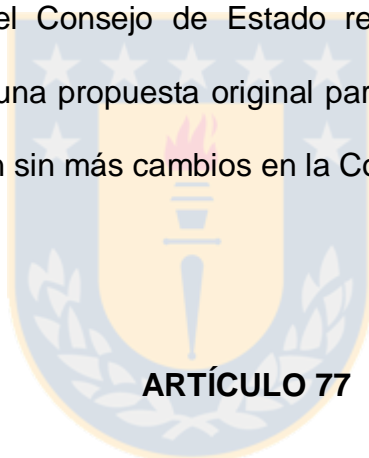 el Consejo de Estado re
una propuesta original par
n sin más cambios en la Co
ARTÍCULO 77